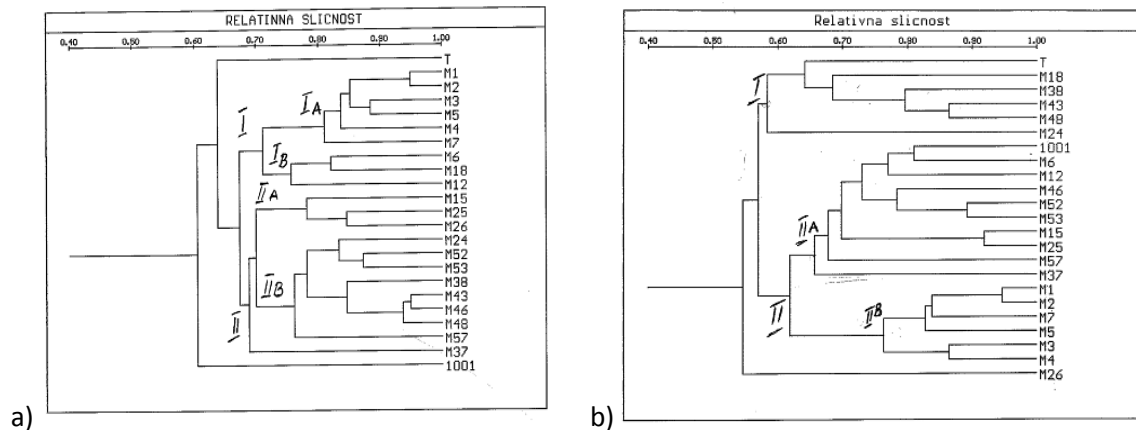 RELATINNA SLICNOST
0.40 0.50 0.60 0.70 0.80 0.90 1.00
T
M1
M2
M3
M5
M4
M7
M6
M18
M12
M15
M25
M26
M24
M52
M53
M38
M43
M46
M48
M57
M37
1001
I
IA
IB
IIA
IIB
II
a)
Relativna slicnost
0.40 0.50 0.60 0.70 0.80 0.90 1.00
T
M18
M38
M43
M48
M24
1001
M6
M12
M46
M52
M53
M15
M25
M57
M37
M1
M2
M7
M5
M3
M4
M26
I
IIA
II
IIB
b)